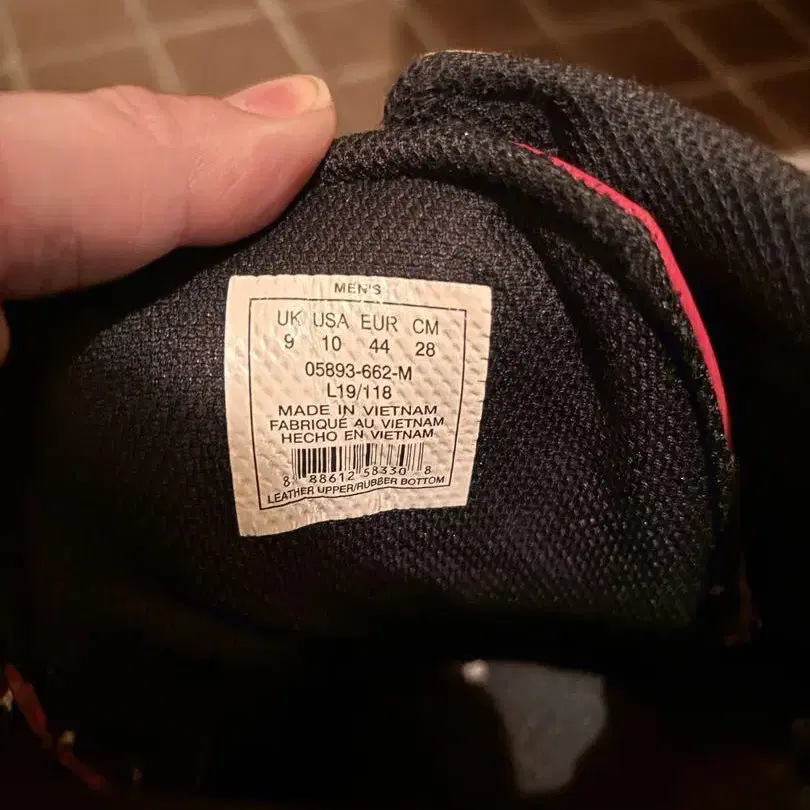 MEN'S
UK USA EUR CM
9 10 44 28
05893-662-M
L19/118
MADE IN VIETNAM
FABRIQUÉ AU VIETNAM
HECHO EN VIETNAM
8 88612 58330 8
LEATHER UPPER/RUBBER BOTTOM